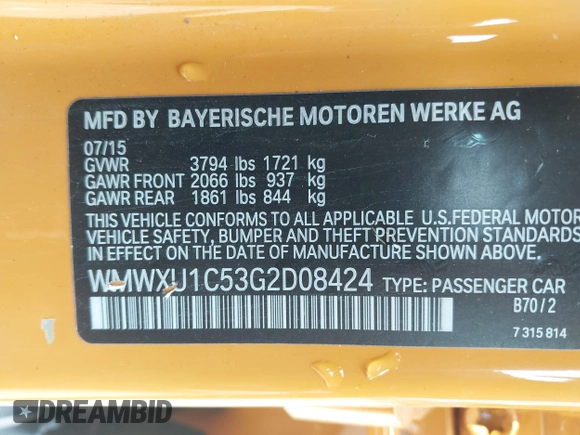 MFD BY BAYERISCHE MOTOREN WERKE AG
07/15
GVWR 3794 lbs 1721 kg
GAWR FRONT 2066 lbs 937 kg
GAWR REAR 1861 lbs 844 kg
THIS VEHICLE CONFORMS TO ALL APPLICABLE U.S.FEDERAL MOTOR
VEHICLE SAFETY, BUMPER AND THEFT PREVENTION STANDARDS
IN EFFECT ON THE DATE OF MANUFACTURE SHOWN ABOVE.
WMWXU1C53G2D08424 TYPE: PASSENGER CAR
B70/2
7 315 814
DREAMBID